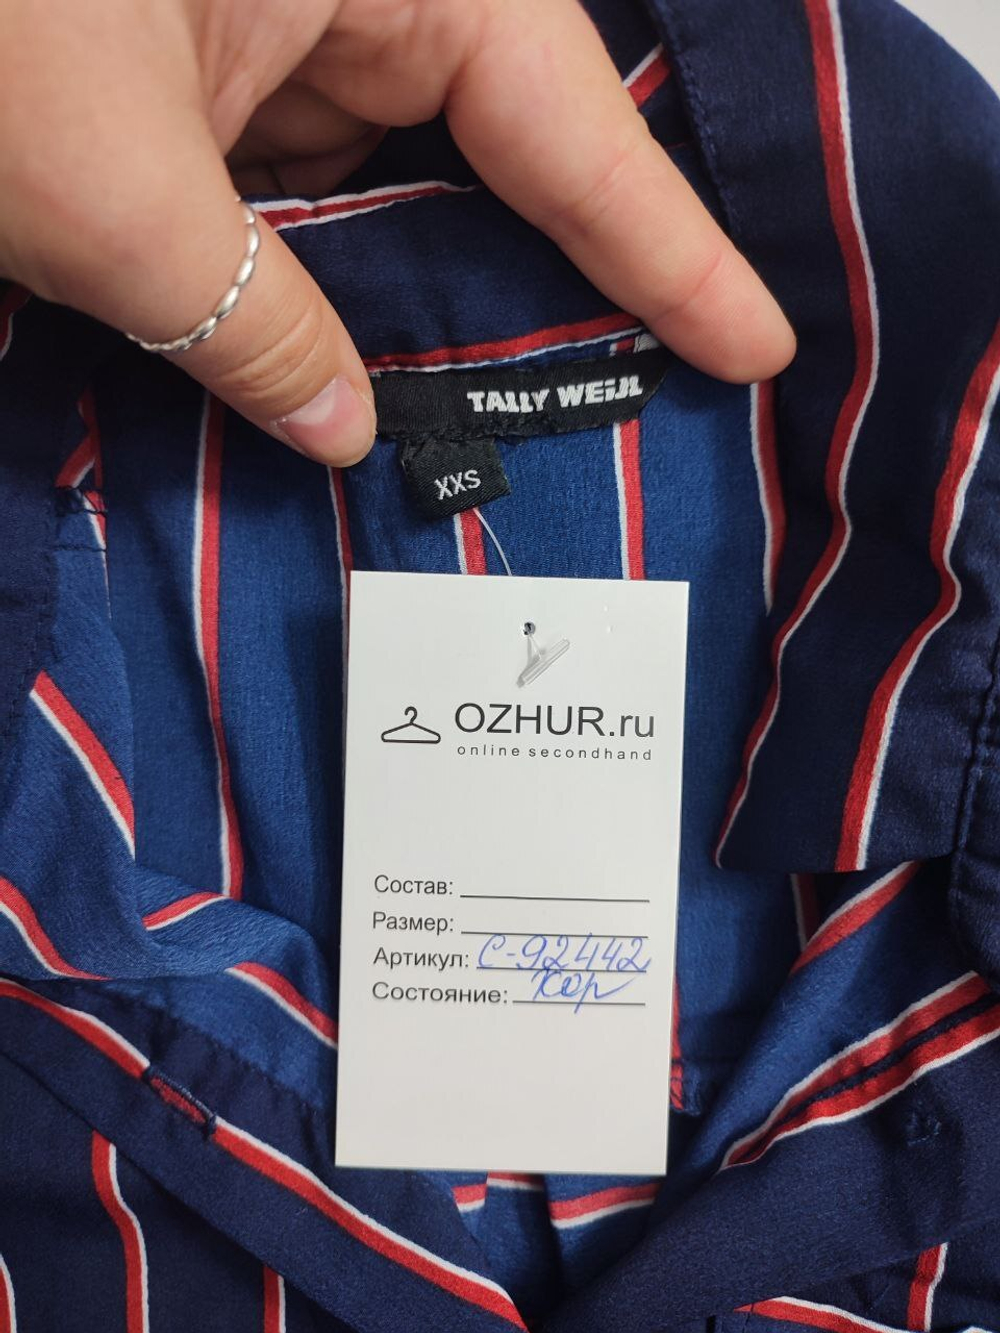 TALLY WEiJL
XXS
OZHUR.ru
online secondhand
Состав:
Размер:
Артикул: С-92442
Состояние: Хор